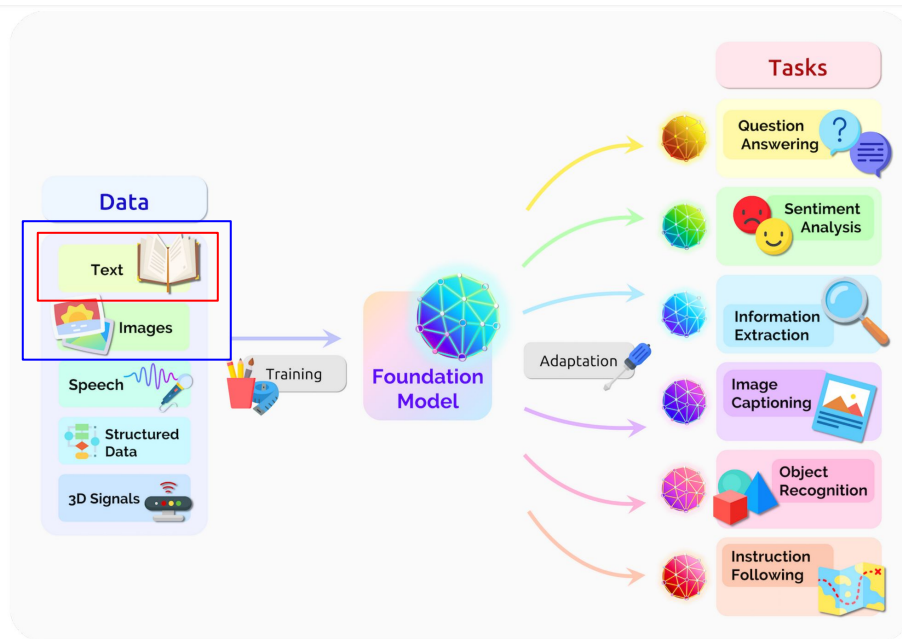 Data
Text
Images
Speech
Structured
Data
3D Signals
Training
Foundation
Model
Adaptation
Tasks
Question
Answering
?
Sentiment
Analysis
Information
Extraction
Image
Captioning
Object
Recognition
Instruction
Following